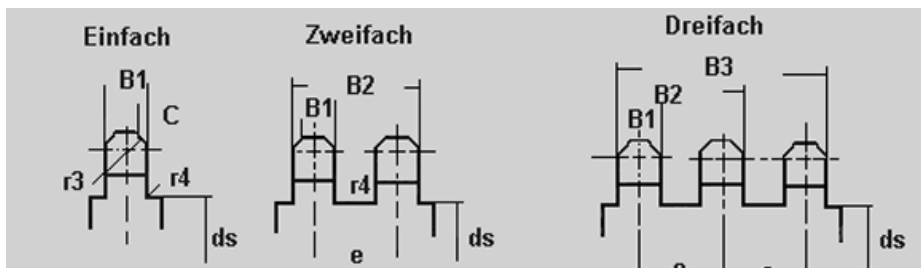 Einfach
B1
C
r3
r4
ds
Zweifach
B2
B1
r4
ds
e
Dreifach
B3
B2
B1
ds